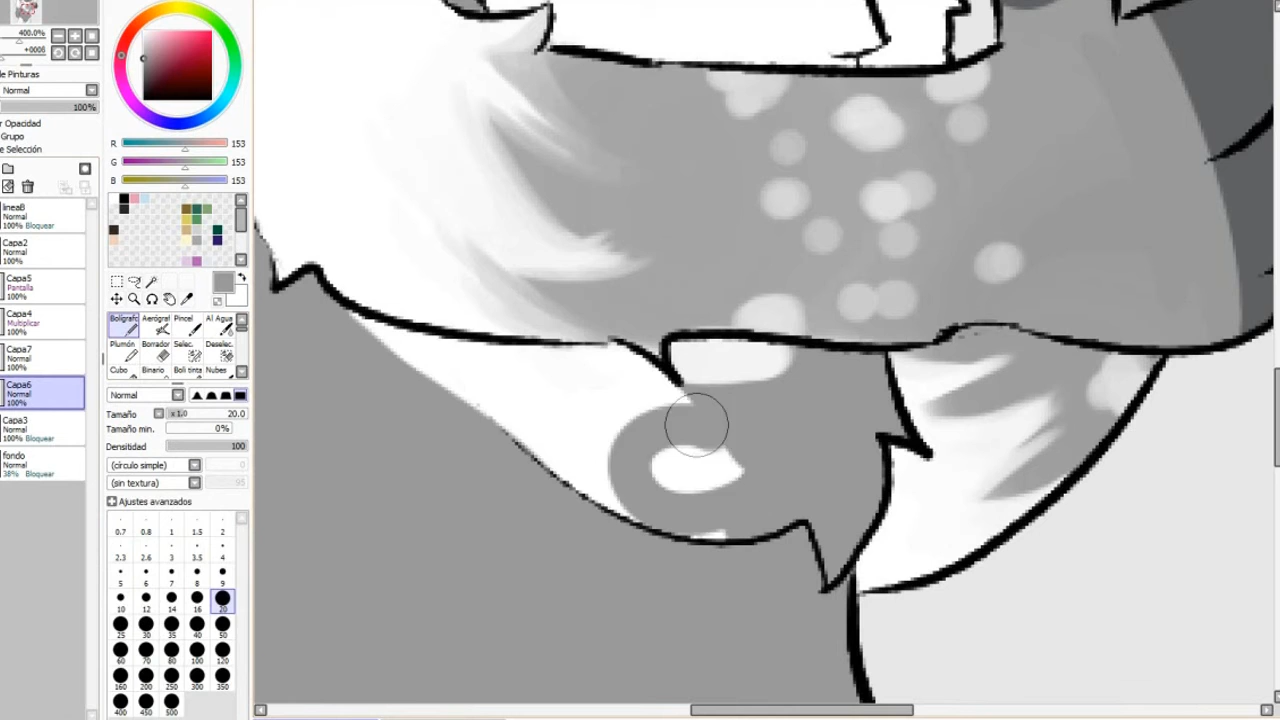 400.0%
+0006
de Pinturas
Normal
100%
r Opacidad
Grupo
e Selección
linea8
Normal
100% Bloquear
Capa2
Normal
100%
Capa5
Pantalla
100%
Capa4
Multiplicar
100%
Capa7
Normal
100%
Capa6
Normal
100%
Capa3
Normal
100% Bloquear
fondo
Normal
38% Bloquear
R 153
G 153
B 153
Bolígrafo Aerógraf Pincel Al Agua
Plumón Borrador Selec. Deselec.
Cubo Binario Boli tinta Nubes
Normal
Tamaño x 1.0 20.0
Tamaño min. 0%
Densitidad 100
(círculo simple)
(sin textura) 95
Ajustes avanzados
0.7 0.8 1 1.5 2
2.3 2.6 3 3.5 4
5 6 7 8 9
10 12 14 16 20
25 30 35 40 50
60 70 80 100 120
160 200 250 300 350
400 450 500